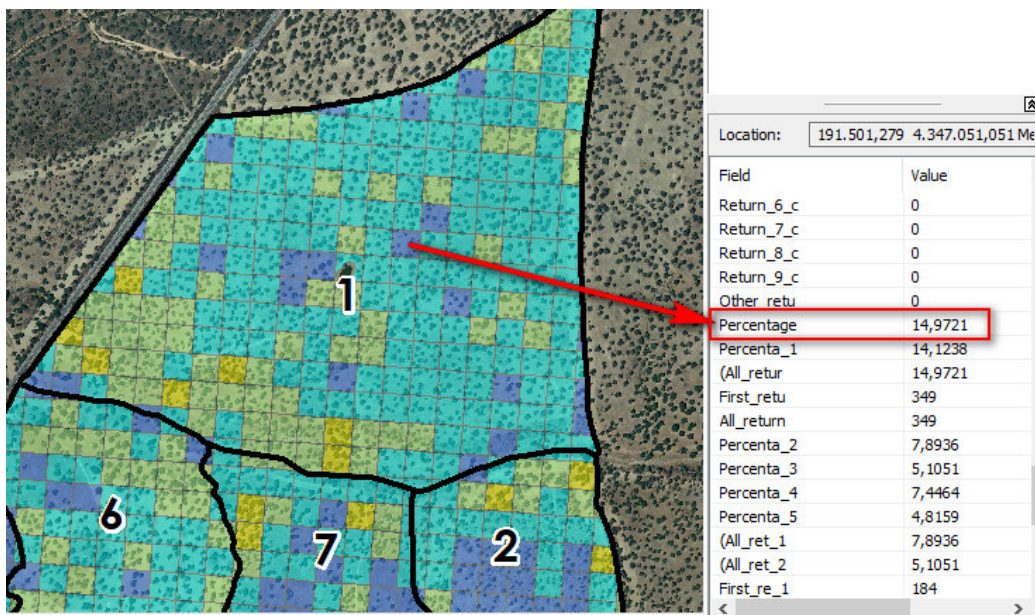 1
6
7
2
Location: 191.501,279 4.347.051,051 Me
Field Value
Return_6_c 0
Return_7_c 0
Return_8_c 0
Return_9_c 0
Other_retu 0
Percentage 14,9721
Percenta_1 14,1238
(All_retur 14,9721
First_retu 349
All_return 349
Percenta_2 7,8936
Percenta_3 5,1051
Percenta_4 7,4464
Percenta_5 4,8159
(All_ret_1 7,8936
(All_ret_2 5,1051
First_re_1 184